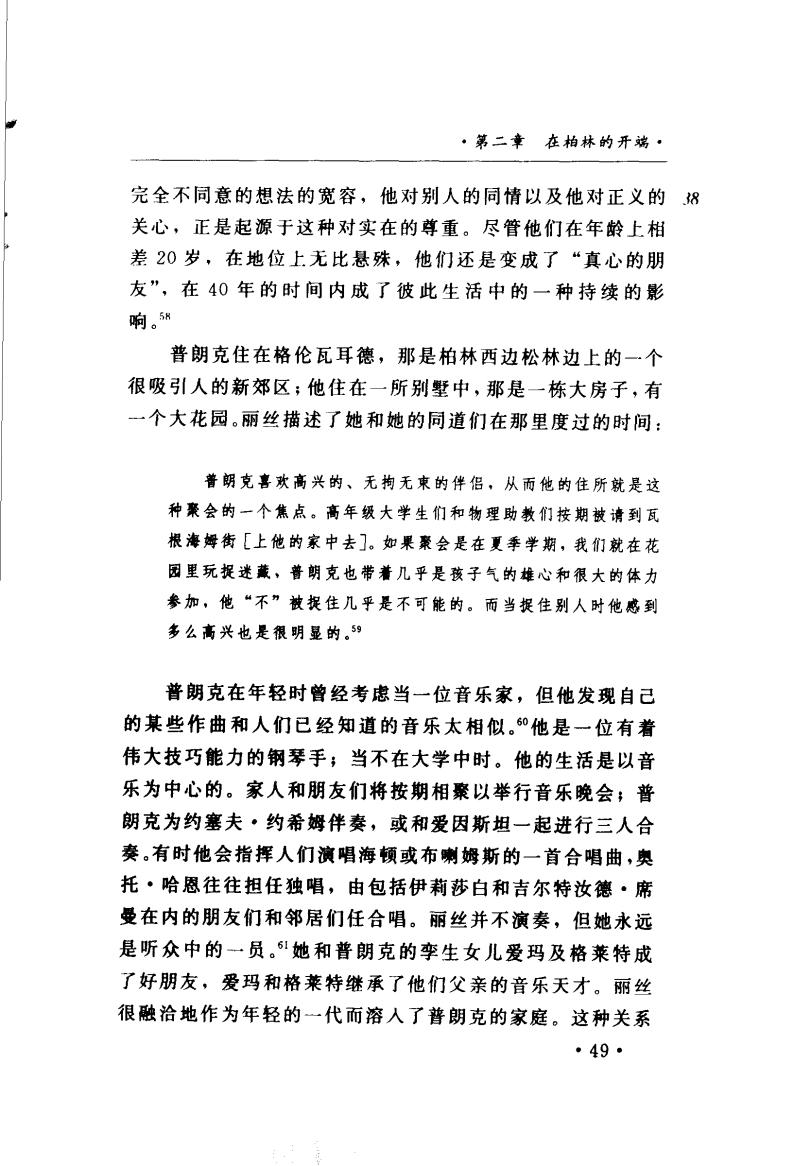 ·第二章 在柏林的开端·
完全不同意的想法的宽容，他对别人的同情以及他对正义的 38
关心，正是起源于这种对实在的尊重。尽管他们在年龄上相
差 20 岁，在地位上无比悬殊，他们还是变成了“真心的朋
友”，在 40 年的时间内成了彼此生活中的一种持续的影
响。58
普朗克住在格伦瓦耳德，那是柏林西边松林边上的一个
很吸引人的新郊区；他住在一所别墅中，那是一栋大房子，有
一个大花园。丽丝描述了她和她的同道们在那里度过的时间：
普朗克喜欢高兴的、无拘无束的伴侣，从而他的住所就是这
种聚会的一个焦点。高年级大学生们和物理助教们按期被请到瓦
根海姆街［上他的家中去］。如果聚会是在夏季学期，我们就在花
园里玩捉迷藏，普朗克也带着几乎是孩子气的雄心和很大的体力
参加，他“不”被捉住几乎是不可能的。而当捉住别人时他感到
多么高兴也是很明显的。59
普朗克在年轻时曾经考虑当一位音乐家，但他发现自己
的某些作曲和人们已经知道的音乐太相似。60他是一位有着
伟大技巧能力的钢琴手；当不在大学中时。他的生活是以音
乐为中心的。家人和朋友们将按期相聚以举行音乐晚会；普
朗克为约塞夫·约希姆伴奏，或和爱因斯坦一起进行三人合
奏。有时他会指挥人们演唱海顿或布喇姆斯的一首合唱曲，奥
托·哈恩往往担任独唱，由包括伊莉莎白和吉尔特汝德·席
曼在内的朋友们和邻居们任合唱。丽丝并不演奏，但她永远
是听众中的一员。61她和普朗克的孪生女儿爱玛及格莱特成
了好朋友，爱玛和格莱特继承了他们父亲的音乐天才。丽丝
很融洽地作为年轻的一代而溶入了普朗克的家庭。这种关系
·49·